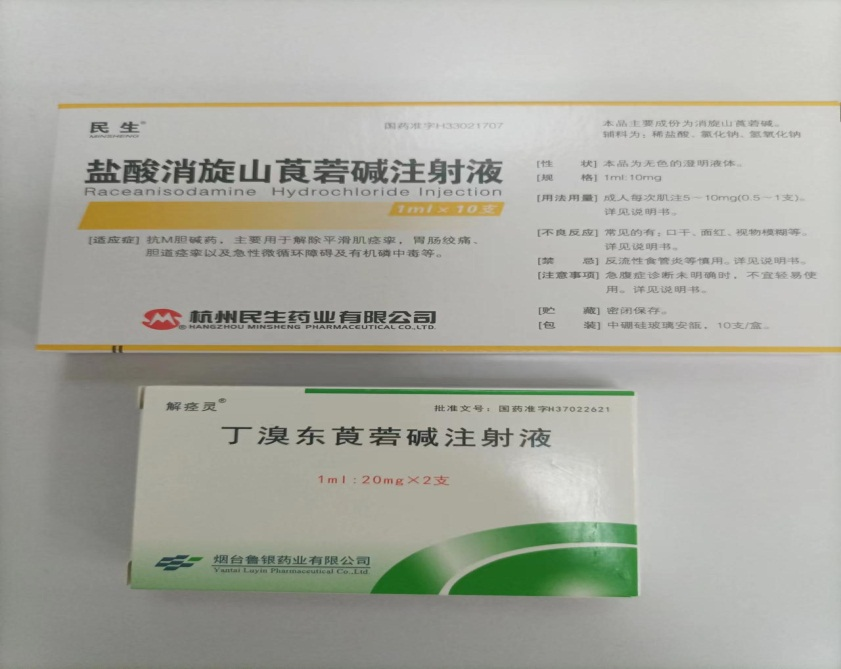 民生®
MINSHENG
国药准字H33021707
盐酸消旋山莨菪碱注射液
Raceanisodamine Hydrochloride Injection
1ml×10支
[适应症] 抗M胆碱药，主要用于解除平滑肌痉挛，胃肠绞痛、
胆道痉挛以及急性微循环障碍及有机磷中毒等。
杭州民生药业有限公司
HANGZHOU MINSHENG PHARMACEUTICAL CO.,LTD.
本品主要成份为消旋山莨菪碱。
辅料为：稀盐酸、氯化钠、氢氧化钠
[性 状] 本品为无色的澄明液体。
[规 格] 1ml:10mg
[用法用量] 成人每次肌注5～10mg(0.5～1支)。
详见说明书。
[不良反应] 常见的有：口干、面红、视物模糊等。
详见说明书。
[禁 忌] 反流性食管炎等慎用。详见说明书。
[注意事项] 急腹症诊断未明确时，不宜轻易使
用。详见说明书。
[贮 藏] 密闭保存。
[包 装] 中硼硅玻璃安瓿，10支/盒。
解痉灵®
批准文号：国药准字H37022621
丁溴东莨菪碱注射液
1ml:20mg×2支
烟台鲁银药业有限公司
Yantai Luyin Pharmaceutical Co.,Ltd.